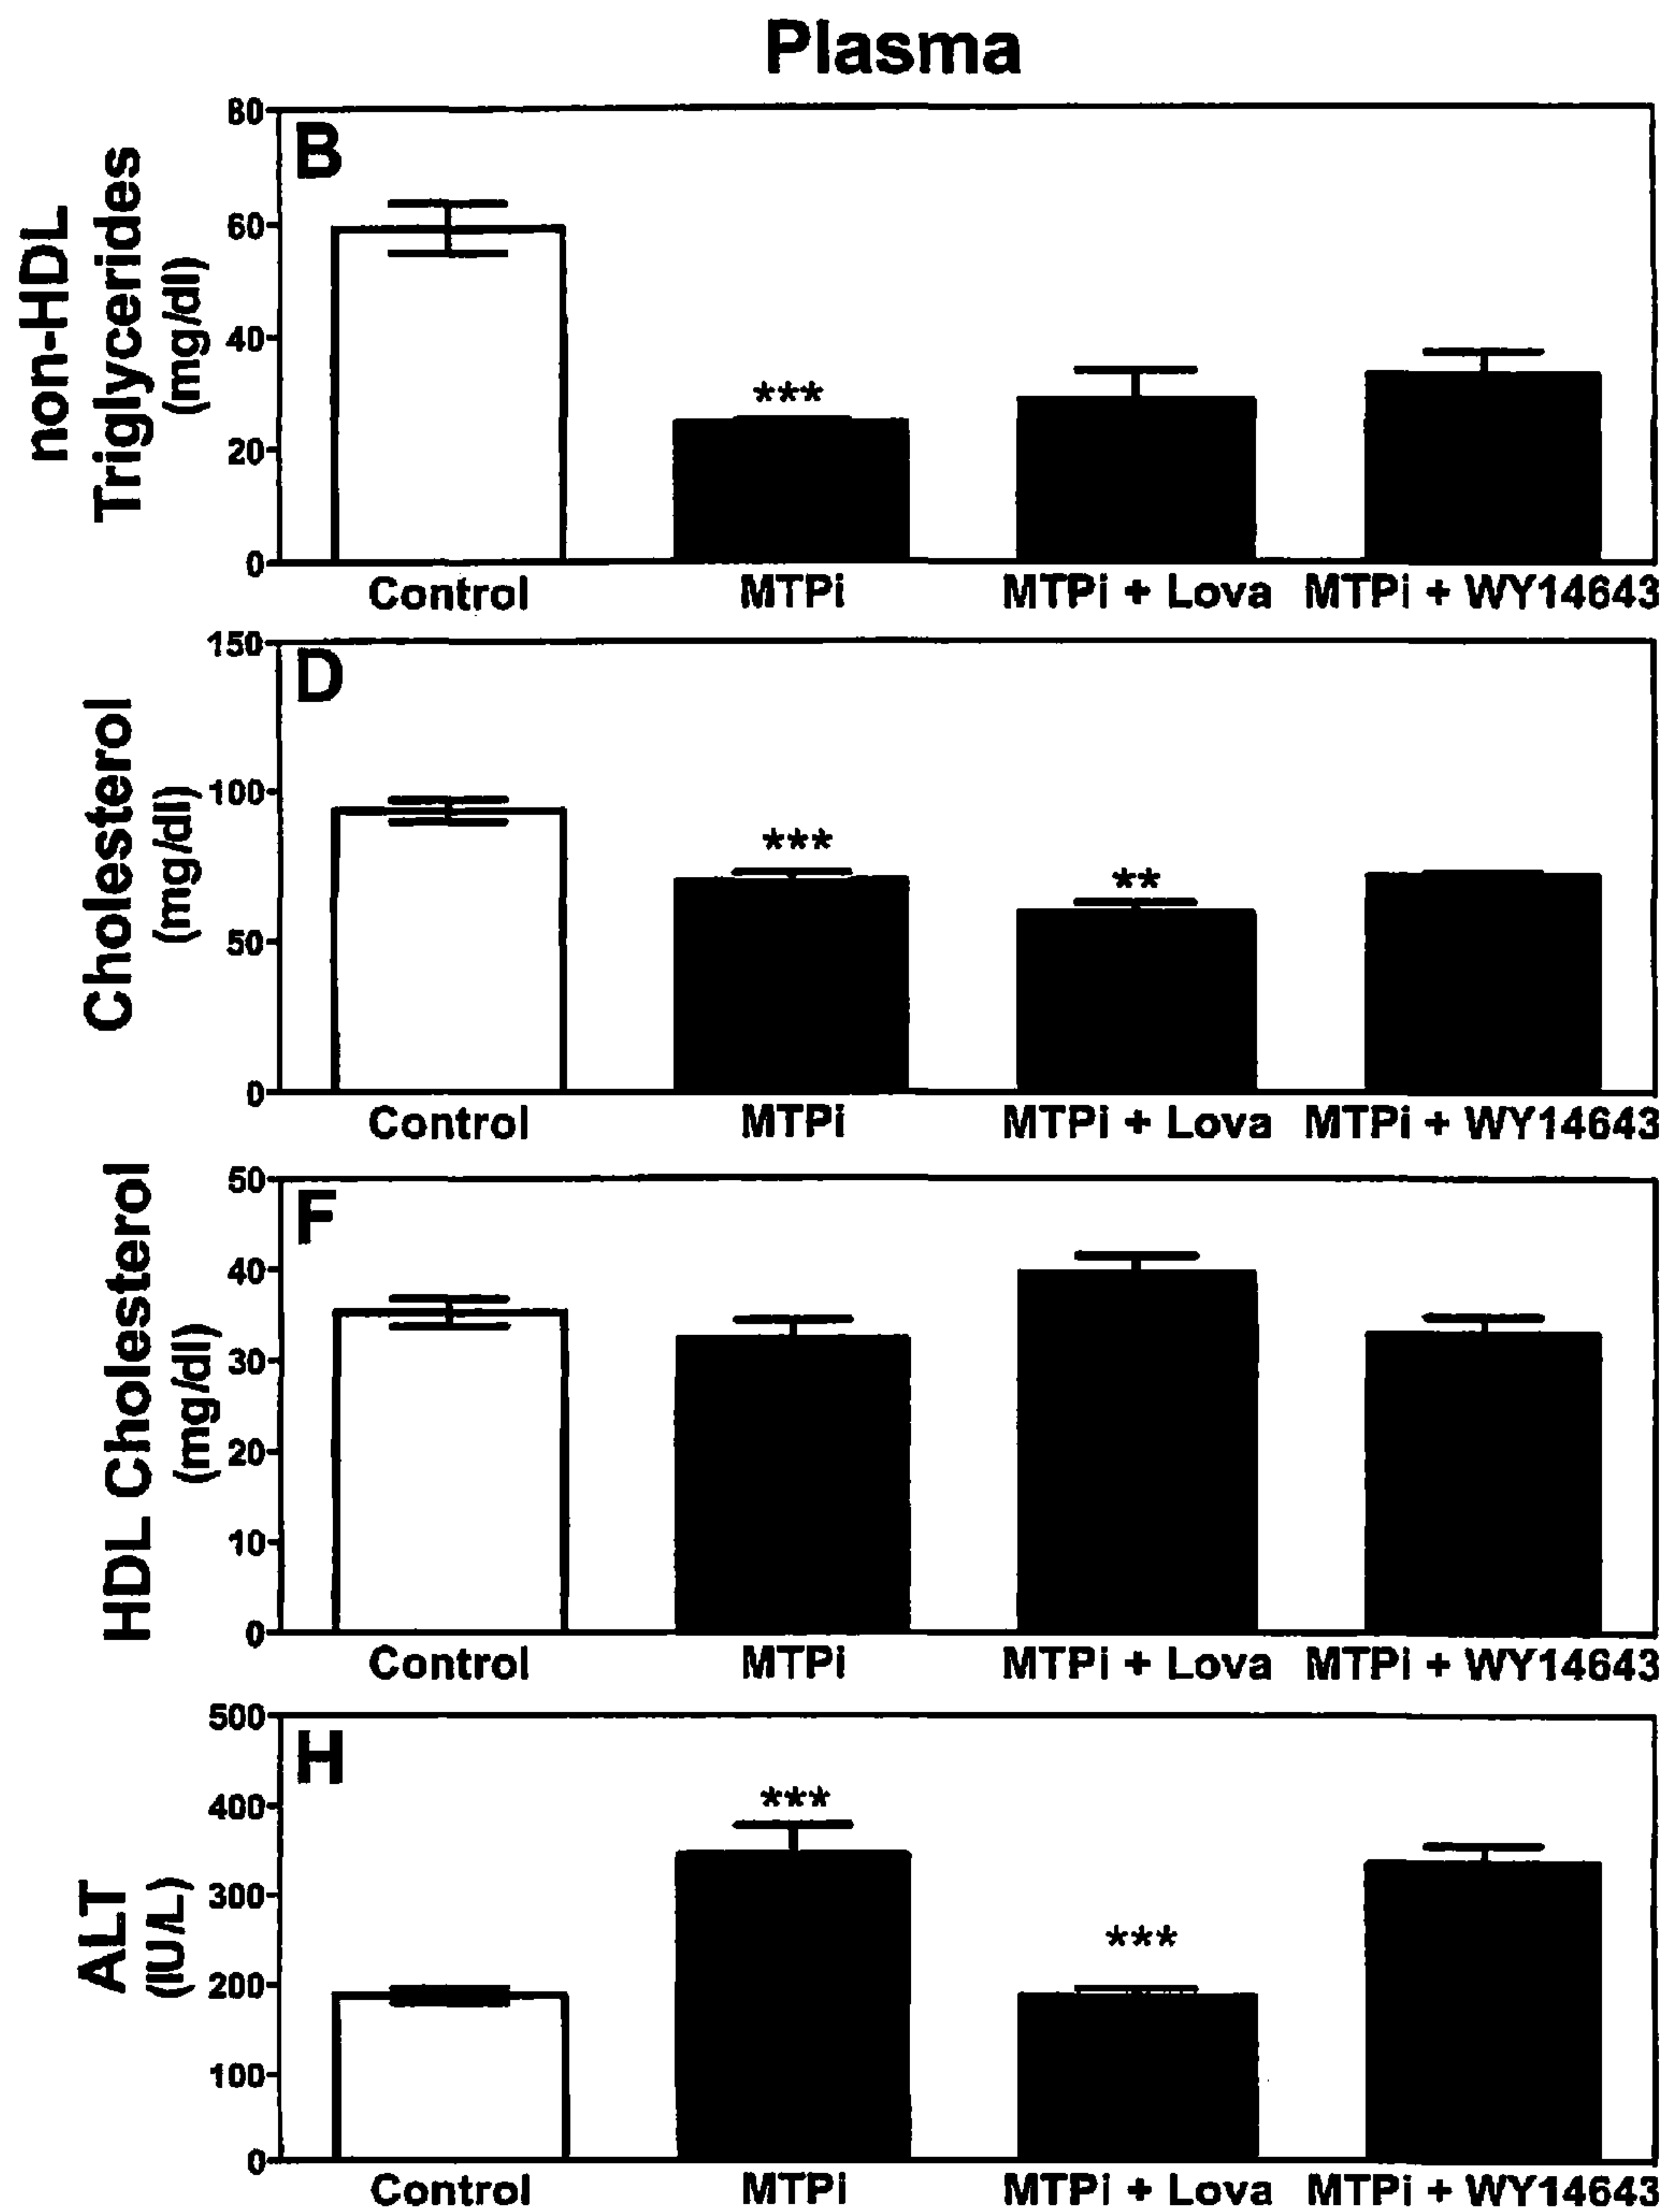 Plasma
B
non-HDL
Triglycerides
(mg/dl)
80
60
40
20
0
***
Control MTPi MTPi + Lova MTPi + WY14643
D
Cholesterol
(mg/dl)
150
100
50
0
***
**
Control MTPi MTPi + Lova MTPi + WY14643
F
HDL Cholesterol
(mg/dl)
50
40
30
20
10
0
Control MTPi MTPi + Lova MTPi + WY14643
H
ALT
(IU/L)
500
400
300
200
100
0
***
***
Control MTPi MTPi + Lova MTPi + WY14643